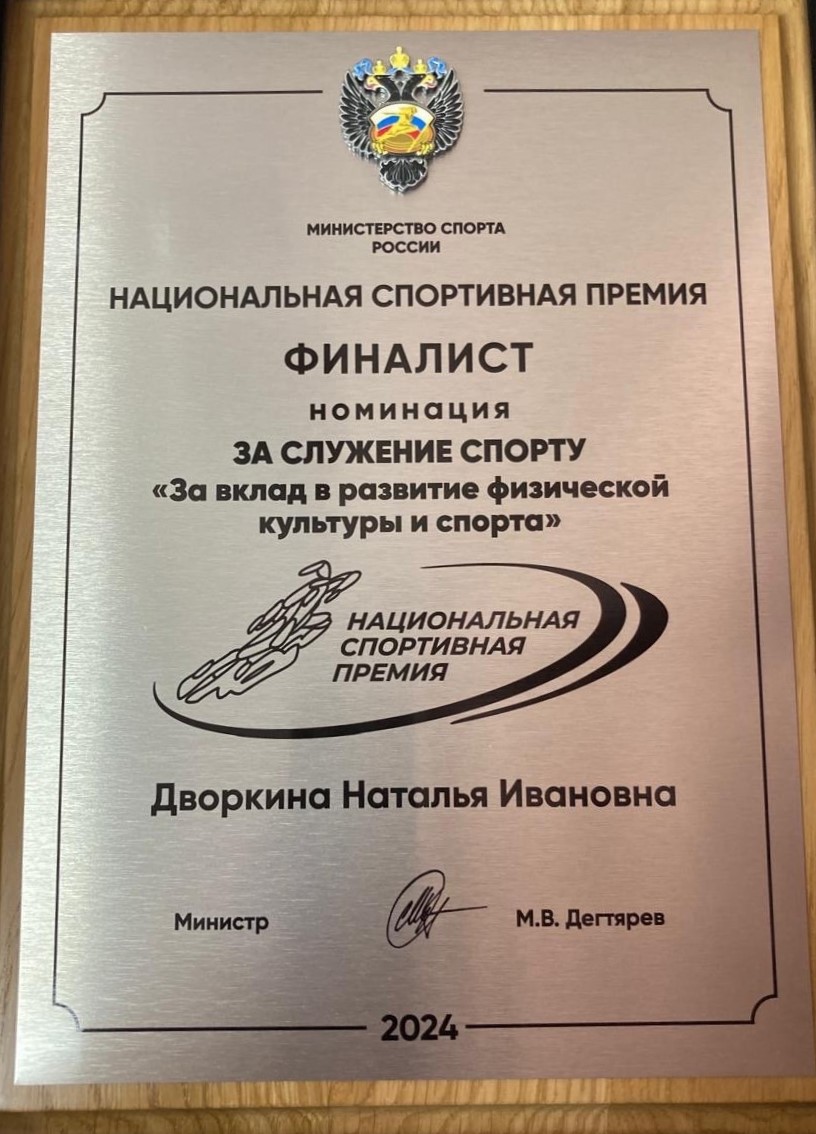 МИНИСТЕРСТВО СПОРТА
РОССИИ
НАЦИОНАЛЬНАЯ СПОРТИВНАЯ ПРЕМИЯ
ФИНАЛИСТ
номинация
ЗА СЛУЖЕНИЕ СПОРТУ
«За вклад в развитие физической
культуры и спорта»
НАЦИОНАЛЬНАЯ
СПОРТИВНАЯ
ПРЕМИЯ
Дворкина Наталья Ивановна
Министр М.В. Дегтярев
2024